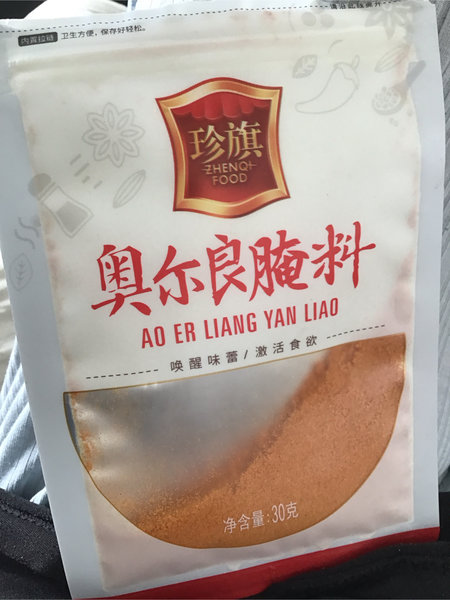 内置拉链 卫生方便，保存好轻松。
珍旗
ZHENQI
FOOD
奥尔良腌料
AO ER LIANG YAN LIAO
唤醒味蕾/激活食欲
净含量:30克